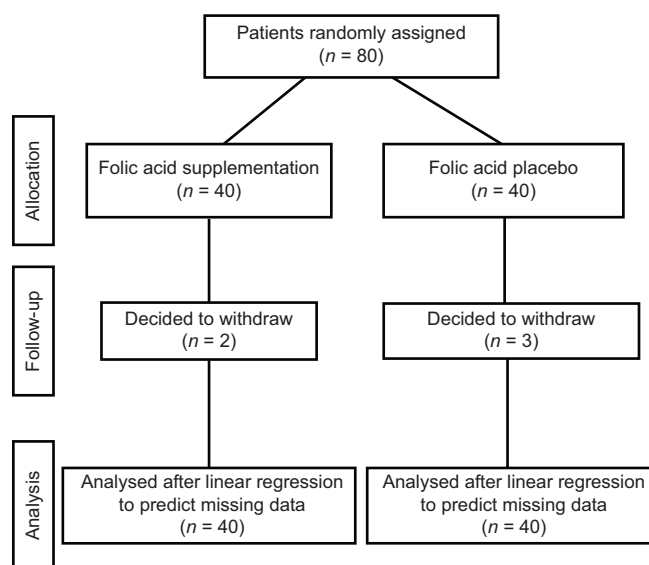 Patients randomly assigned
(n = 80)
Allocation
Folic acid supplementation
(n = 40)
Folic acid placebo
(n = 40)
Follow-up
Decided to withdraw
(n = 2)
Decided to withdraw
(n = 3)
Analysis
Analysed after linear regression
to predict missing data
(n = 40)
Analysed after linear regression
to predict missing data
(n = 40)